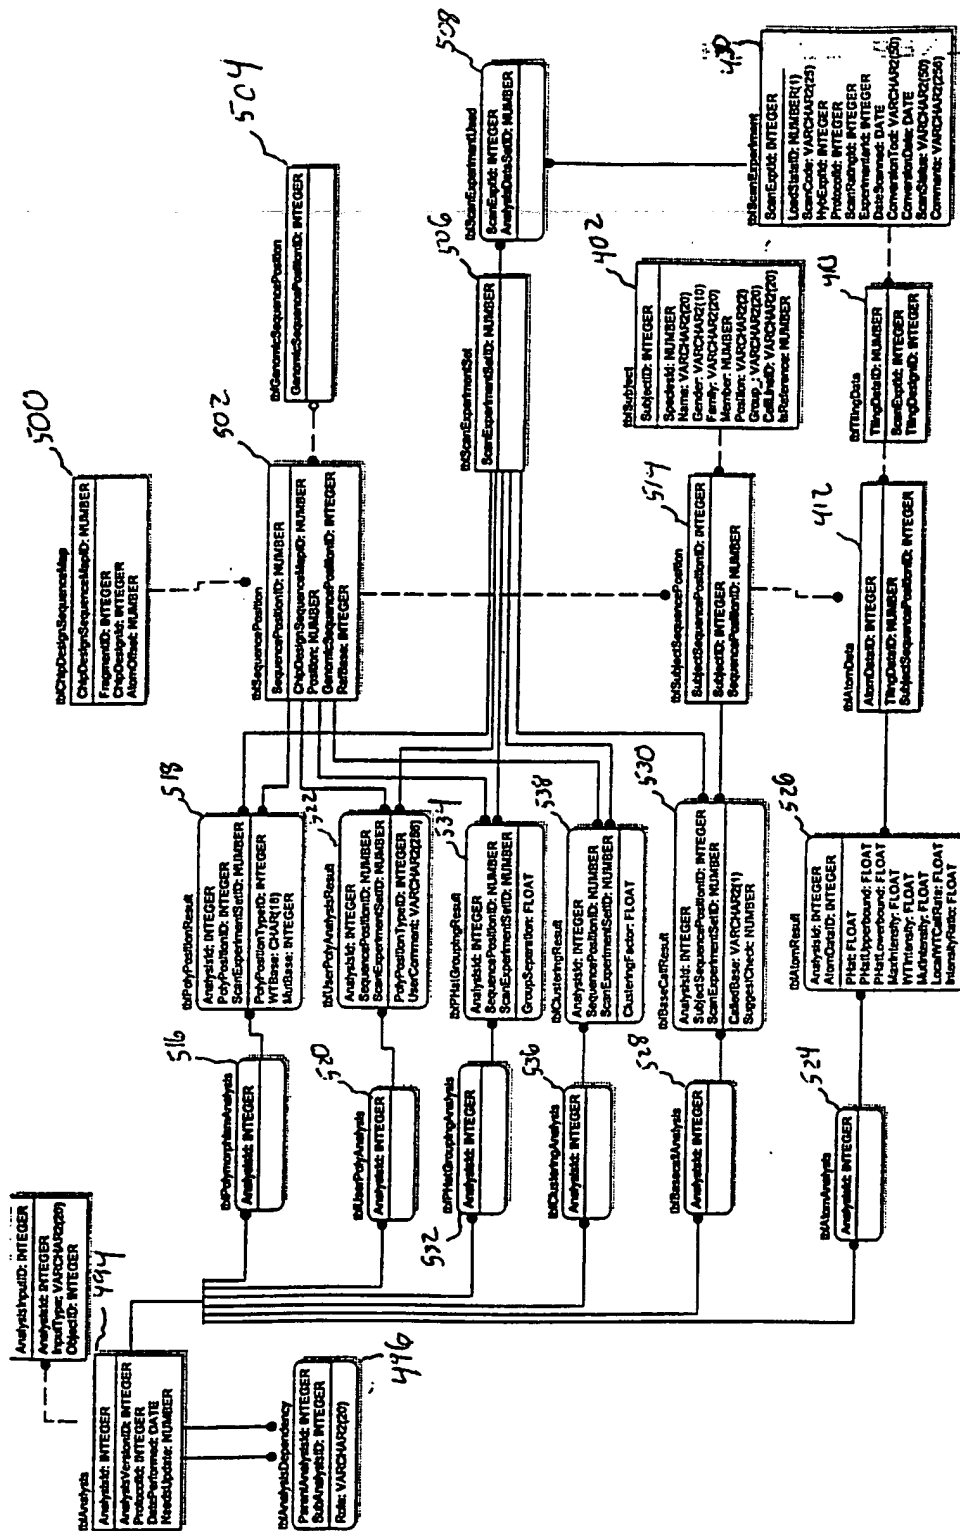 AnalysisInputID: INTEGER
AnalysisId: INTEGER
InputType: VARCHAR2(20)
ObjectID: INTEGER
494
tblAnalysis
AnalysisId: INTEGER
AnalysisVersionID: INTEGER
ProtocolId: INTEGER
DatePerformed: DATE
NeedsUpdate: NUMBER
tblAnalysisDependency
ParentAnalysisId: INTEGER
SubAnalysisID: INTEGER
Role: VARCHAR2(20)
496
tblPolymorphismAnalysis
516
AnalysisId: INTEGER
tblUserPolyAnalysis
520
AnalysisId: INTEGER
tblPHatGroupingAnalysis
532
AnalysisId: INTEGER
tblClusteringAnalysis
536
AnalysisId: INTEGER
tblBasecallAnalysis
528
AnalysisId: INTEGER
tblAtomAnalysis
524
AnalysisId: INTEGER
tblPolyPositionResult
518
AnalysisId: INTEGER
PolyPositionID: INTEGER
ScanExperimentSetID: NUMBER
PolyPositionTypeID: INTEGER
WTBase: CHAR(18)
MutBase: INTEGER
tblUserPolyAnalysisResult
522
AnalysisId: INTEGER
SequencePositionID: NUMBER
ScanExperimentSetID: NUMBER
PolyPositionTypeID: INTEGER
tblPHatGroupingResult
534
AnalysisId: INTEGER
SequencePositionID: NUMBER
ScanExperimentSetID: NUMBER
GroupSeparation: FLOAT
tblClusteringResult
538
AnalysisId: INTEGER
SequencePositionID: NUMBER
ScanExperimentSetID: NUMBER
ClusteringFactor: FLOAT
tblBaseCallResult
530
AnalysisId: INTEGER
SubjectSequencePositionID: INTEGER
ScanExperimentSetID: NUMBER
CalledBase: VARCHAR2(1)
SuggestCheck: NUMBER
tblAtomResult
526
AnalysisId: INTEGER
AtomDataID: INTEGER
PHat: FLOAT
PHatUpperbound: FLOAT
PHatLowerbound: FLOAT
MaxIntensity: FLOAT
WTIntensity: FLOAT
MutIntensity: FLOAT
LocalWTCallRate: FLOAT
IntensityRatio: FLOAT
tblChipDesignSequenceMap
500
ChipDesignSequenceMapID: NUMBER
FragmentID: INTEGER
ChipDesignId: INTEGER
AtomOffset: NUMBER
tblSequencePosition
502
SequencePositionID: NUMBER
ChipDesignSequenceMapID: NUMBER
Position: NUMBER
GenomicSequencePositionID: INTEGER
RefBase: INTEGER
tblGenomicSequencePosition
504
GenomicSequencePositionID: INTEGER
tblScanExperimentSet
506
ScanExperimentSetID: NUMBER
tblScanExperimentUsed
508
ScanExptId: INTEGER
AnalysisDataSetID: NUMBER
tblSubjectSequencePosition
514
SubjectSequencePositionID: INTEGER
SubjectID: INTEGER
SequencePositionID: NUMBER
tblSubject
402
SubjectID: INTEGER
SpeciesId: NUMBER
Name: VARCHAR2(20)
Gender: VARCHAR2(10)
Family: VARCHAR2(20)
Member: NUMBER
Position: VARCHAR2(2)
Group_: VARCHAR2(20)
CellLineID: VARCHAR2(20)
IsReference: NUMBER
tblAtomData
412
AtomDataID: INTEGER
TilingDataID: NUMBER
SubjectSequencePositionID: INTEGER
tblTilingData
TilingDataID: NUMBER
ScanExptId: INTEGER
TilingDesignID: INTEGER
tblScanExperiment
430
ScanExptId: INTEGER
LoadStateID: NUMBER(1)
ScanCode: VARCHAR2(25)
HybExptId: INTEGER
ProtocolId: INTEGER
ScanRatingId: INTEGER
ExperimenterId: INTEGER
DateScanned: DATE
ConversionTool: VARCHAR2(50)
ConversionDate: DATE
ScanStatus: VARCHAR2(50)
Comments: VARCHAR2(256)